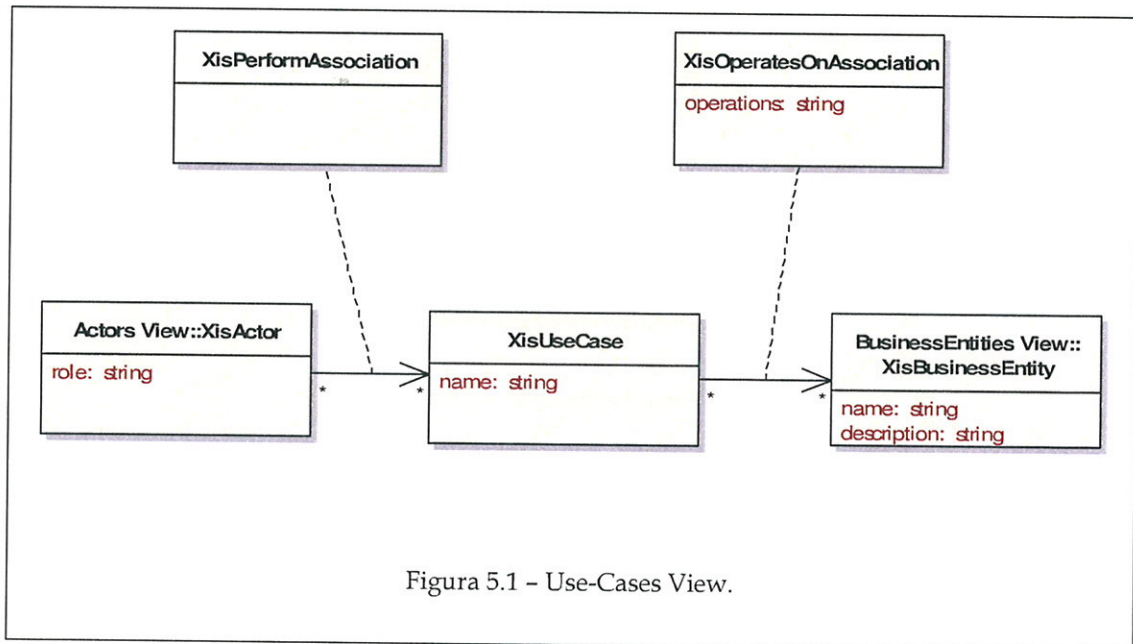 XisPerformAssociation
XisOperatesOnAssociation
operations: string
Actors View::XisActor
role: string
*
*
XisUseCase
name: string
*
*
BusinessEntities View::
XisBusinessEntity
name: string
description: string
Figura 5.1 – Use-Cases View.